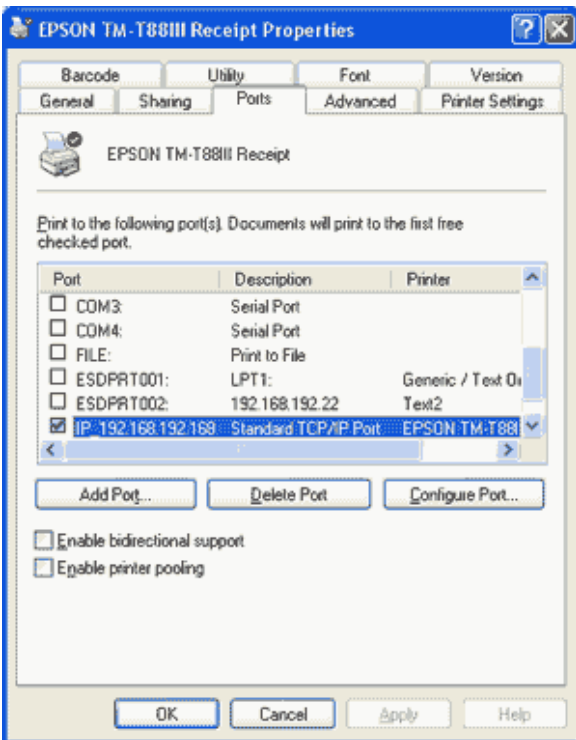 EPSON TM-T88III Receipt Properties
Barcode Utility Font Version
General Sharing Ports Advanced Printer Settings
EPSON TM-T88III Receipt
Print to the following port(s). Documents will print to the first free
checked port.
Port Description Printer
COM3: Serial Port
COM4: Serial Port
FILE: Print to File
ESDPRT001: LPT1: Generic / Text On
ESDPRT002: 192.168.192.22 Text2
IP_192.168.192.168 Standard TCP/IP Port EPSON TM-T88I
Add Port... Delete Port Configure Port...
Enable bidirectional support
Enable printer pooling
OK Cancel Apply Help